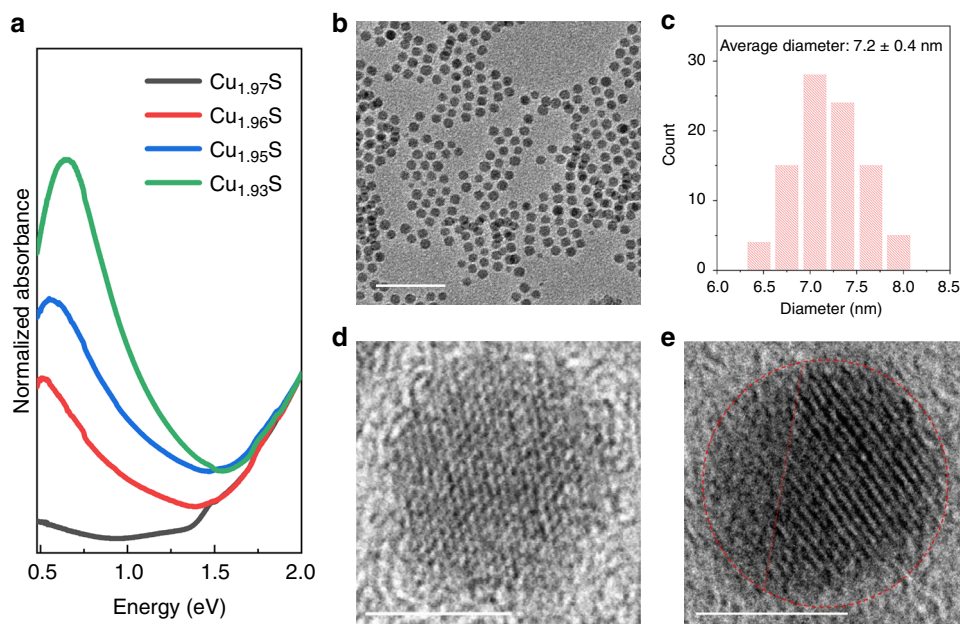 a
Normalized absorbance
Cu1.97S
Cu1.96S
Cu1.95S
Cu1.93S
0.5 1.0 1.5 2.0
Energy (eV)
b
c
Average diameter: 7.2 ± 0.4 nm
Count
30
20
10
0
6.0 6.5 7.0 7.5 8.0 8.5
Diameter (nm)
d
e